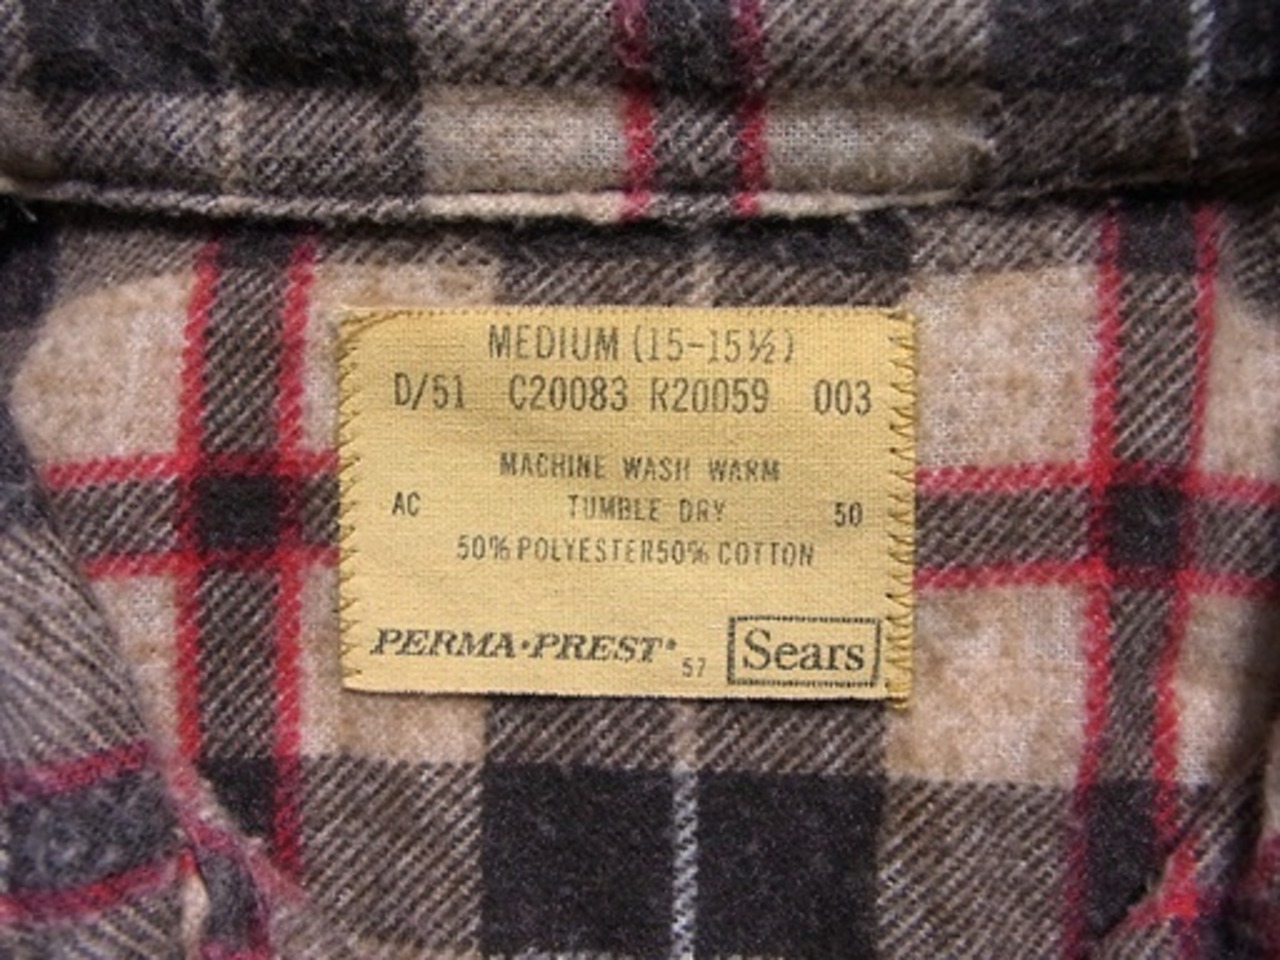 MEDIUM (15-15½)
D/51 C20083 R20059 003
MACHINE WASH WARM
AC TUMBLE DRY 50
50% POLYESTER50% COTTON
PERMA·PREST® 57 Sears